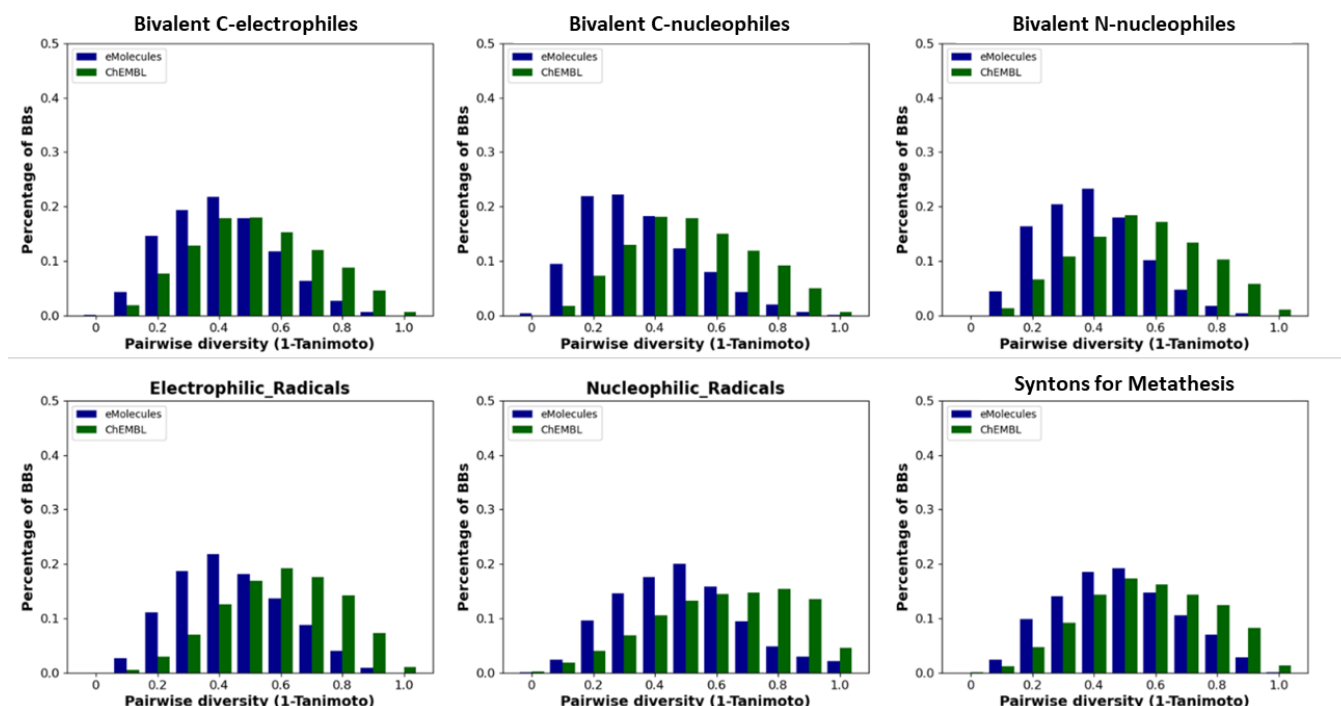 Bivalent C-electrophiles
Bivalent C-nucleophiles
Bivalent N-nucleophiles
0.5
0.4
0.3
0.2
0.1
0.0
Percentage of BBs
eMolecules
ChEMBL
0 0.2 0.4 0.6 0.8 1.0
Pairwise diversity (1-Tanimoto)
0.5
0.4
0.3
0.2
0.1
0.0
Percentage of BBs
eMolecules
ChEMBL
0 0.2 0.4 0.6 0.8 1.0
Pairwise diversity (1-Tanimoto)
0.5
0.4
0.3
0.2
0.1
0.0
Percentage of BBs
eMolecules
ChEMBL
0 0.2 0.4 0.6 0.8 1.0
Pairwise diversity (1-Tanimoto)
Electrophilic_Radicals
Nucleophilic_Radicals
Syntons for Metathesis
0.5
0.4
0.3
0.2
0.1
0.0
Percentage of BBs
eMolecules
ChEMBL
0 0.2 0.4 0.6 0.8 1.0
Pairwise diversity (1-Tanimoto)
0.5
0.4
0.3
0.2
0.1
0.0
Percentage of BBs
eMolecules
ChEMBL
0 0.2 0.4 0.6 0.8 1.0
Pairwise diversity (1-Tanimoto)
0.5
0.4
0.3
0.2
0.1
0.0
Percentage of BBs
eMolecules
ChEMBL
0 0.2 0.4 0.6 0.8 1.0
Pairwise diversity (1-Tanimoto)